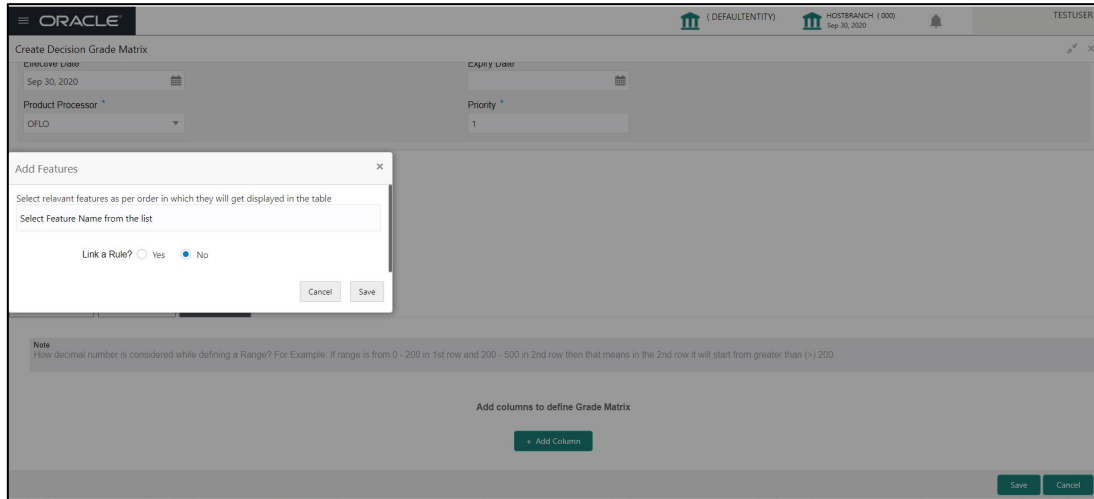 ORACLE
( DEFAULTENTITY)
HOSTBRANCH ( 000)
Sep 30, 2020
TESTUSER
Create Decision Grade Matrix
Effective Date
Expiry Date
Sep 30, 2020
Product Processor *
Priority *
OFLO
1
Add Features
Select relavant features as per order in which they will get displayed in the table
Select Feature Name from the list
Link a Rule? Yes No
Cancel Save
Note
How decimal number is considered while defining a Range? For Example: If range is from 0 - 200 in 1st row and 200 - 500 in 2nd row then that means in the 2nd row it will start from greater than (>) 200.
Add columns to define Grade Matrix
+ Add Column
Save Cancel